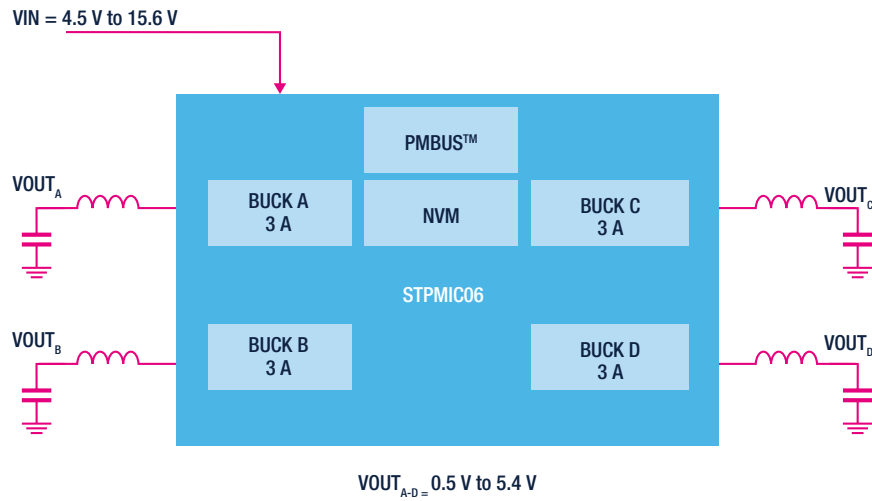 VIN = 4.5 V to 15.6 V
PMBUS™
VOUTA
BUCK A
3 A
NVM
BUCK C
3 A
VOUTC
STPMIC06
VOUTB
BUCK B
3 A
BUCK D
3 A
VOUTD
VOUTA-D = 0.5 V to 5.4 V